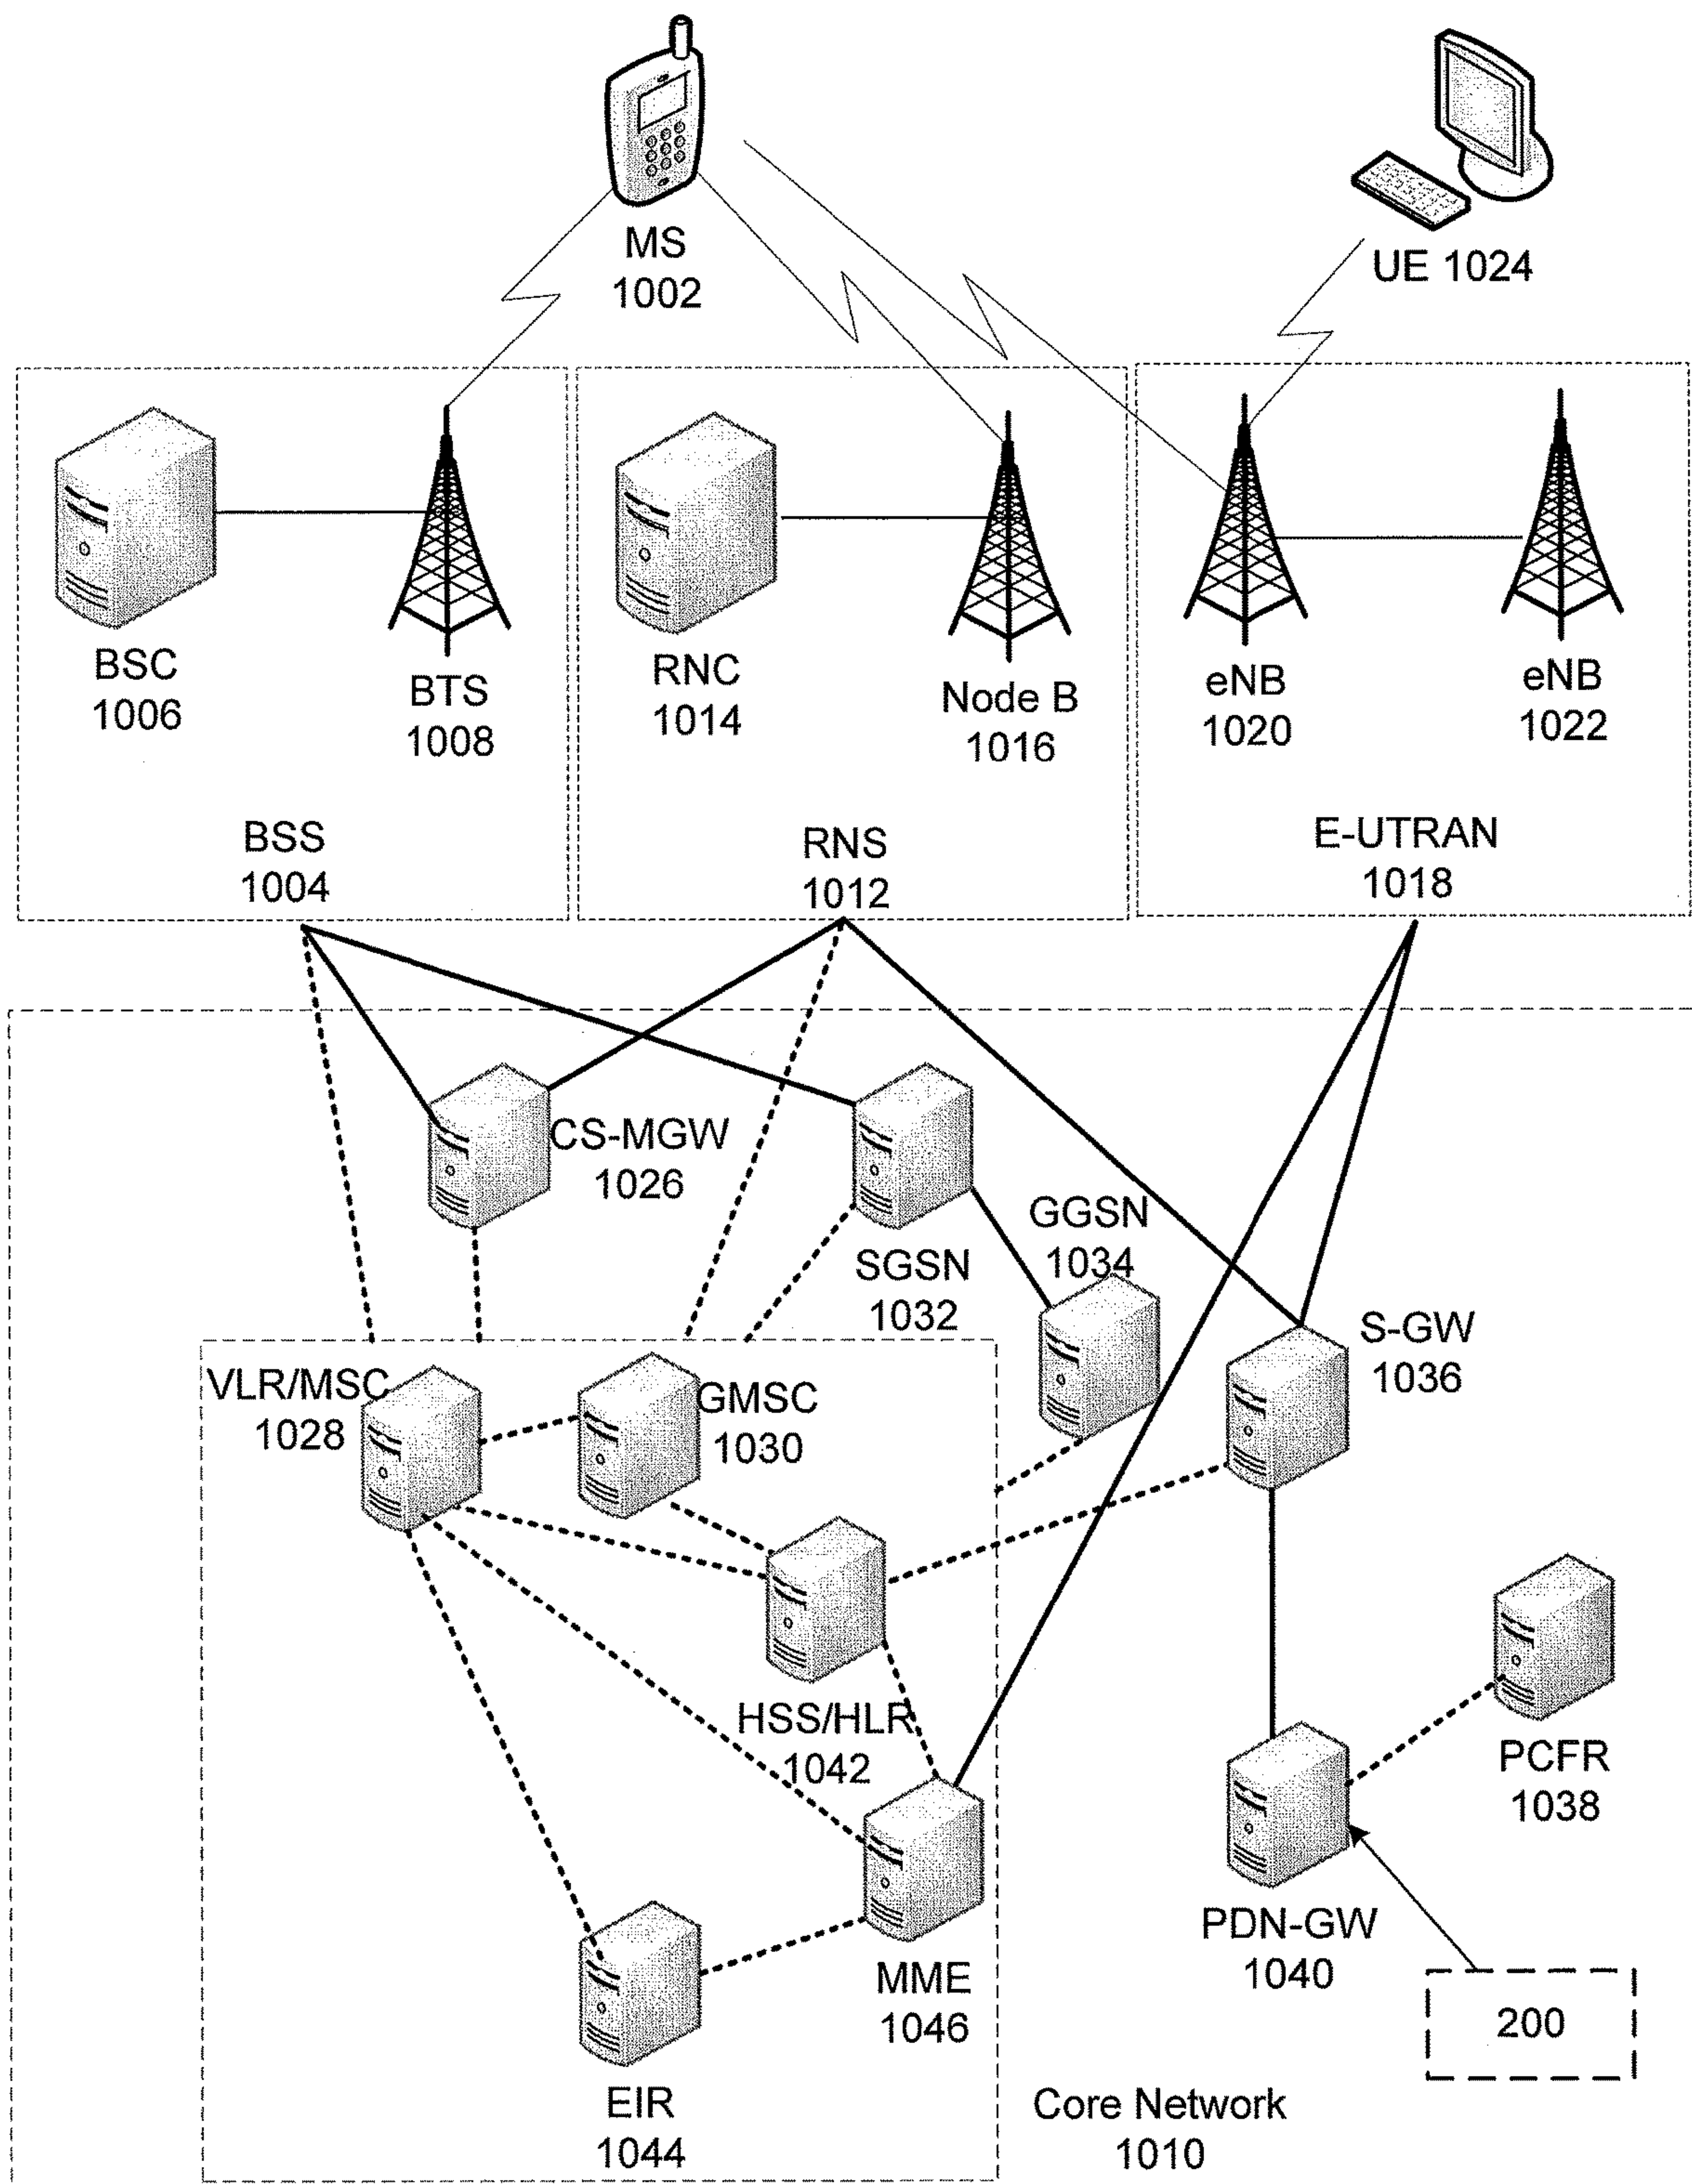 MS
1002
UE 1024
BSC
1006
BTS
1008
RNC
1014
Node B
1016
eNB
1020
eNB
1022
BSS
1004
RNS
1012
E-UTRAN
1018
CS-MGW
1026
SGSN
1032
GGSN
1034
S-GW
1036
VLR/MSC
1028
GMSC
1030
HSS/HLR
1042
PCFR
1038
PDN-GW
1040
MME
1046
200
EIR
1044
Core Network
1010